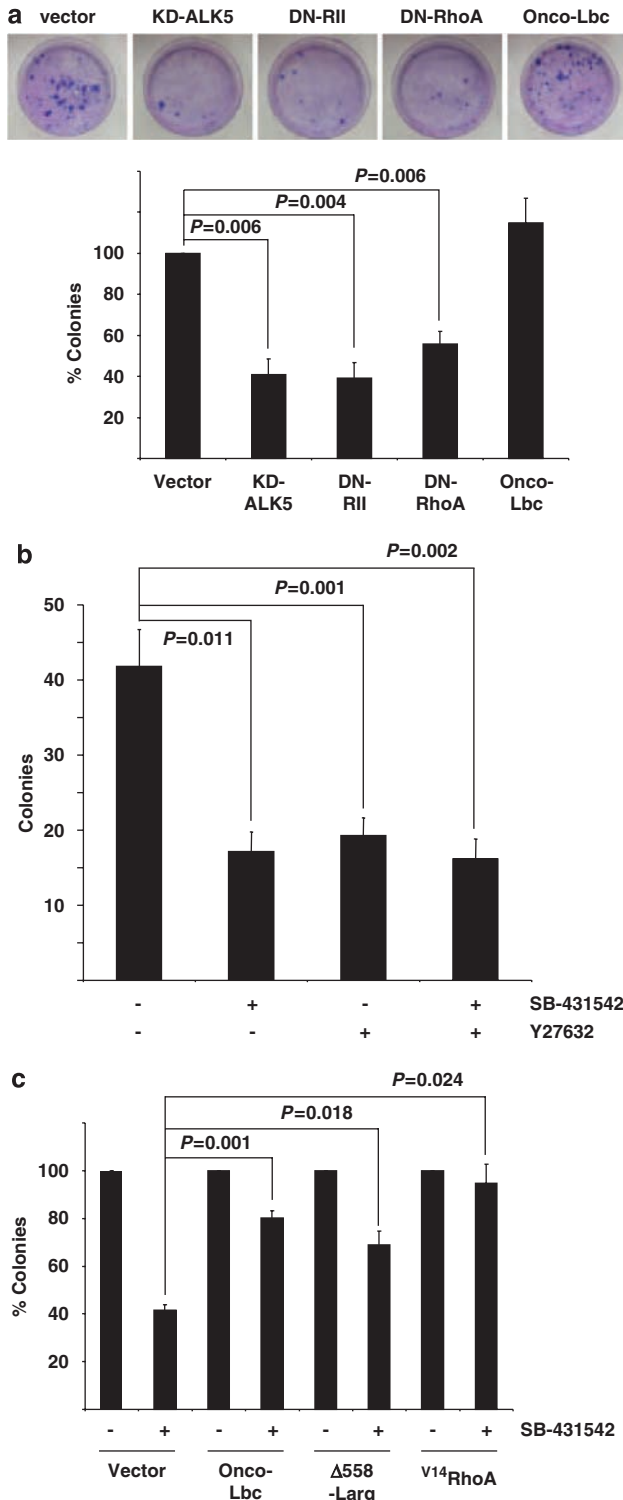 a vector KD-ALK5 DN-RII DN-RhoA Onco-Lbc
P=0.006
P=0.004
P=0.006
100
80
60
40
20
% Colonies
Vector KD- DN- DN- Onco-
ALK5 RII RhoA Lbc
b
P=0.002
P=0.001
P=0.011
50
40
30
20
10
Colonies
- + - + SB-431542
- - + + Y27632
c
P=0.024
P=0.018
P=0.001
100
80
60
40
20
% Colonies
- + - + - + - + SB-431542
Vector Onco- Δ558 V14RhoA
Lbc -Larg